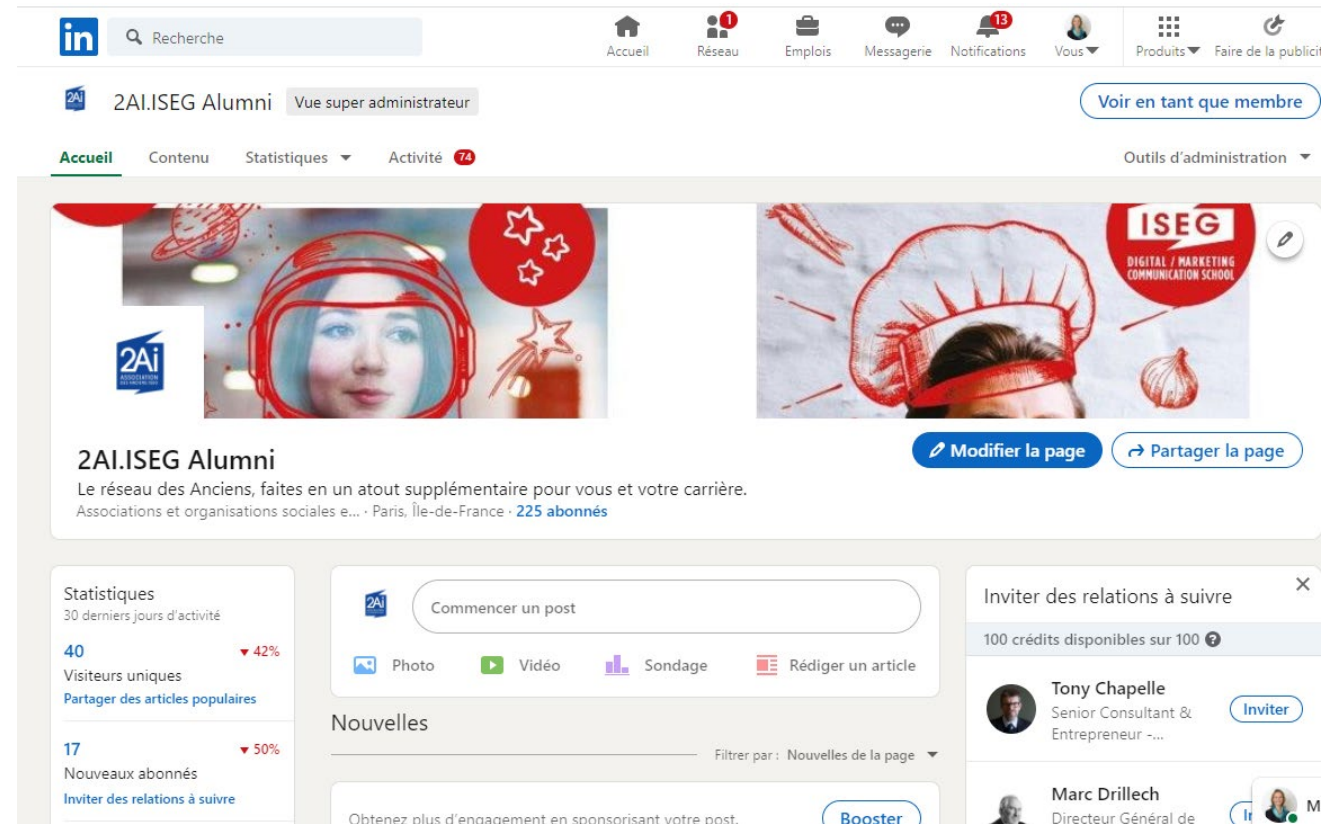 in
Recherche
1
13
Accueil
Réseau
Emplois
Messagerie
Notifications
Vous
Produits
Faire de la publicit
2Ai
2AI.ISEG Alumni
Vue super administrateur
Voir en tant que membre
Accueil
Contenu
Statistiques
Activité
74
Outils d'administration
ISEG
DIGITAL / MARKETING
COMMUNICATION SCHOOL
2Ai
ASSOCIATION
DES ANCIENS ISEG
Modifier la page
Partager la page
2AI.ISEG Alumni
Le réseau des Anciens, faites en un atout supplémentaire pour vous et votre carrière.
Associations et organisations sociales e... · Paris, Île-de-France · 225 abonnés
Statistiques
30 derniers jours d'activité
40
42%
Visiteurs uniques
Partager des articles populaires
17
50%
Nouveaux abonnés
Inviter des relations à suivre
2Ai
Commencer un post
Photo
Vidéo
Sondage
Rédiger un article
Nouvelles
Filtrer par : Nouvelles de la page
Obtenez plus d'engagement en sponsorisant votre post.
Booster
Inviter des relations à suivre
100 crédits disponibles sur 100
Tony Chapelle
Senior Consultant &
Entrepreneur -...
Inviter
Marc Drillech
Directeur Général de
M